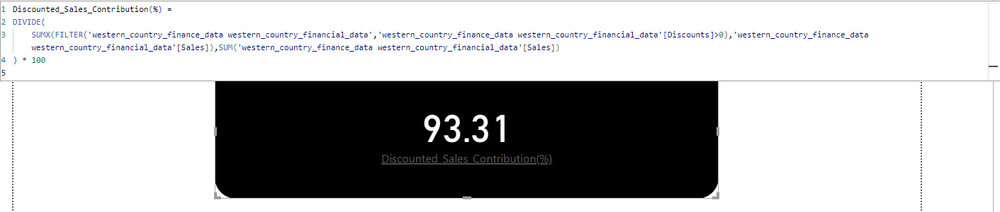 1 Discounted_Sales_Contribution(%) =
2 DIVIDE(
3 SUMX(FILTER('western_country_finance_data western_country_financial_data','western_country_finance_data western_country_financial_data'[Discounts]>0),'western_country_finance_data
western_country_financial_data'[Sales]),SUM('western_country_finance_data western_country_financial_data'[Sales])
4 ) * 100
5
93.31
Discounted_Sales_Contribution(%)